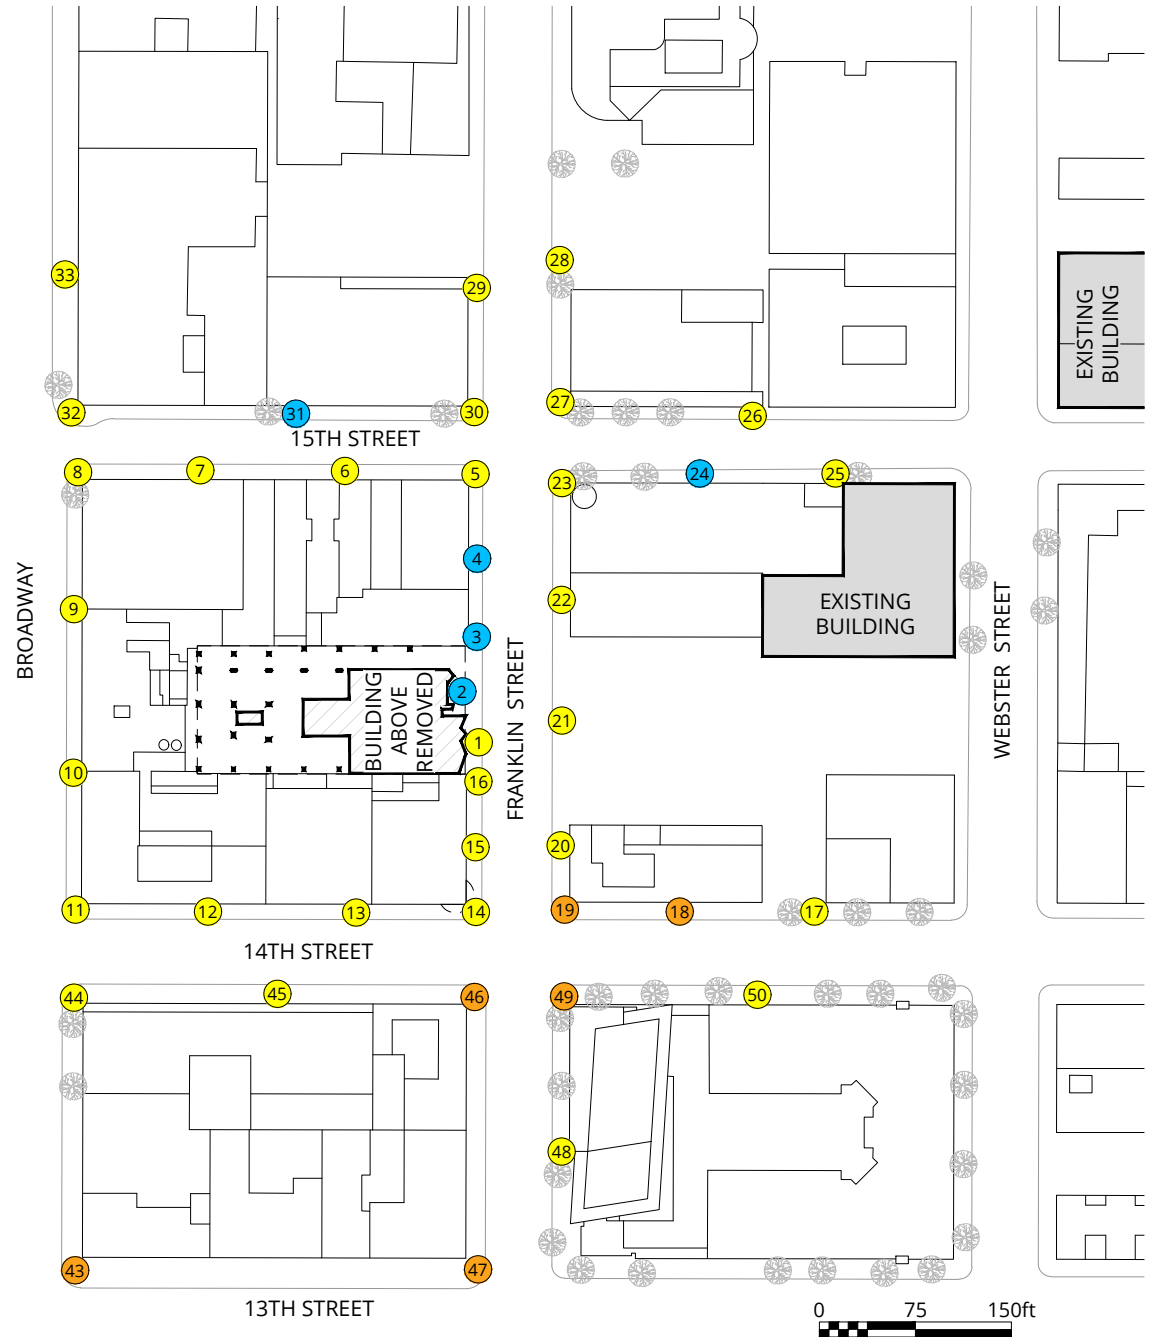 28
33
29
EXISTING
BUILDING
27
32
31
30
26
15TH STREET
8
7
6
5
23
24
25
4
BROADWAY
9
22
EXISTING
BUILDING
3
FRANKLIN STREET
WEBSTER STREET
2
BUILDING
ABOVE
REMOVED
21
1
10
16
15
20
11
12
13
14
19
18
17
14TH STREET
44
45
46
49
50
48
43
47
13TH STREET
0 75 150ft